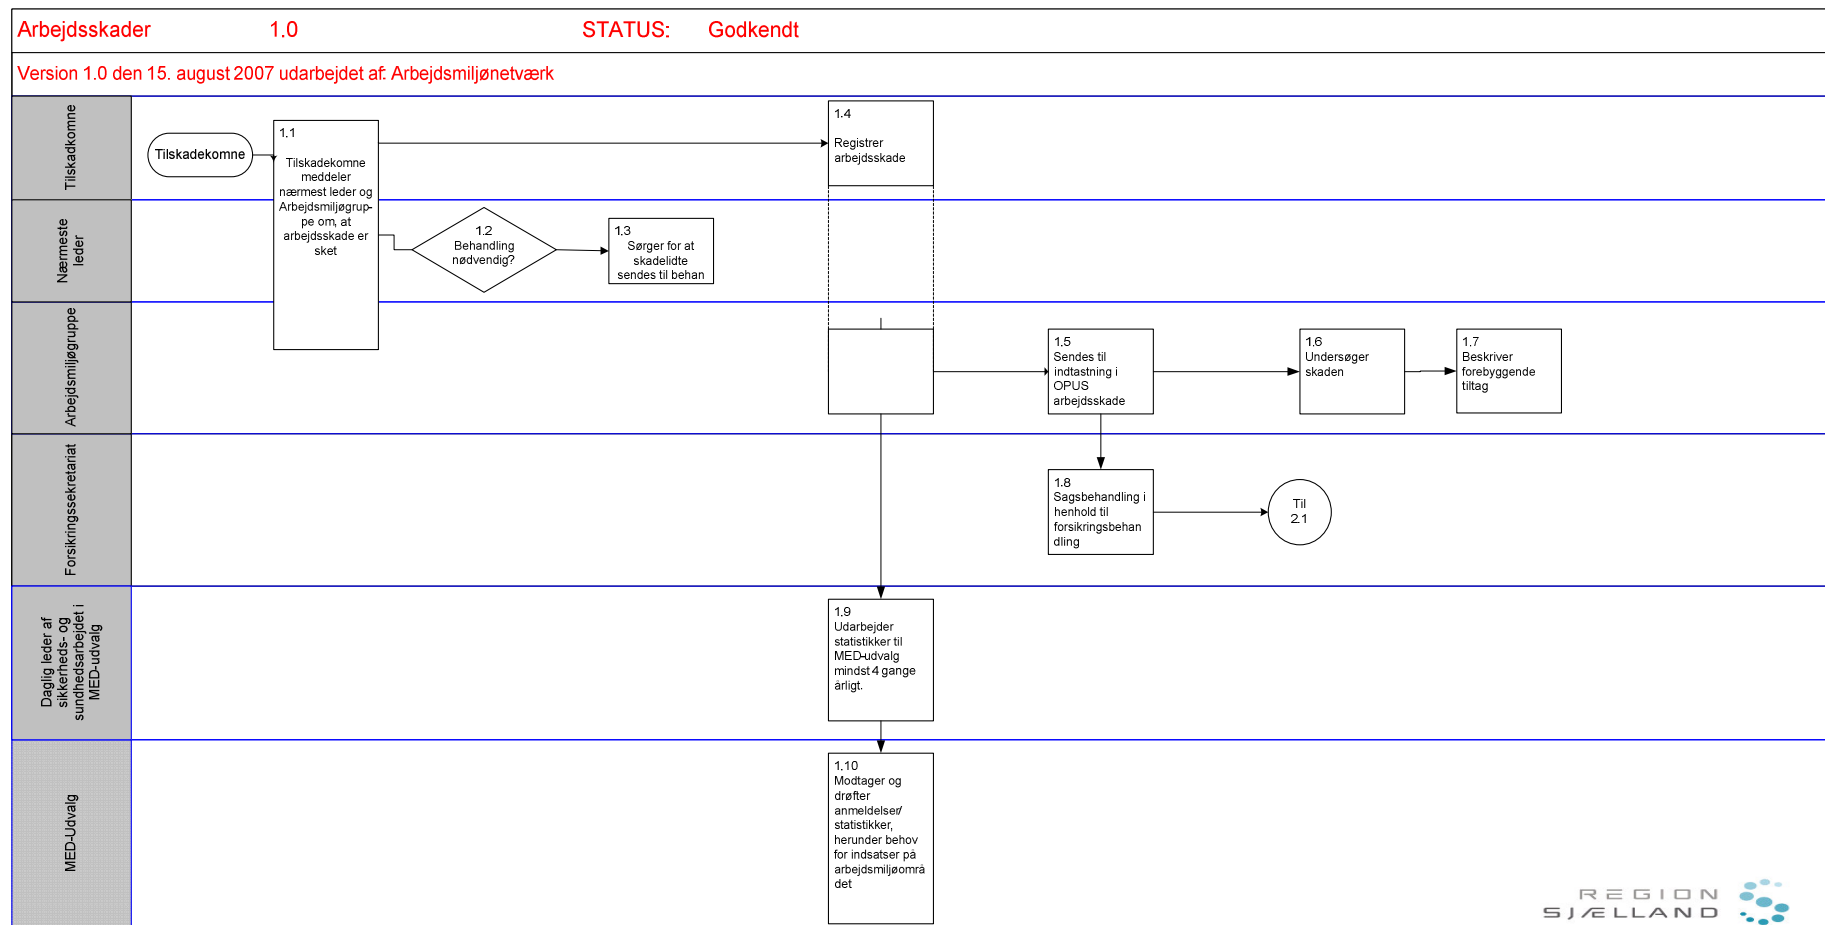 Arbejdsskader 1.0 STATUS: Godkendt
Version 1.0 den 15. august 2007 udarbejdet af: Arbejdsmiljønetværk
Tilskadkomne
Tilskadekomne
1.1
Tilskadekomne
meddeler
nærmest leder og
Arbejdsmiljøgrup-
pe om, at
arbejdsskade er
sket
1.4
Registrer
arbejdsskade
Nærmeste
leder
1.2
Behandling
nødvendig?
1.3
Sørger for at
skadelidte
sendes til behan
Arbejdsmiljøgruppe
1.5
Sendes til
indtastning i
OPUS
arbejdsskade
1.6
Undersøger
skaden
1.7
Beskriver
forebyggende
tiltag
Forsikringssekretariat
1.8
Sagsbehandling i
henhold til
forsikringsbehan
dling
Til
2.1
Daglig leder af
sikkerheds- og
sundhedsarbejdet i
MED-udvalg
1.9
Udarbejder
statistikker til
MED-udvalg
mindst 4 gange
årligt.
MED-Udvalg
1.10
Modtager og
drøfter
anmeldelser/
statistikker,
herunder behov
for indsatser på
arbejdsmiljøområ
det
REGION
SJÆLLAND